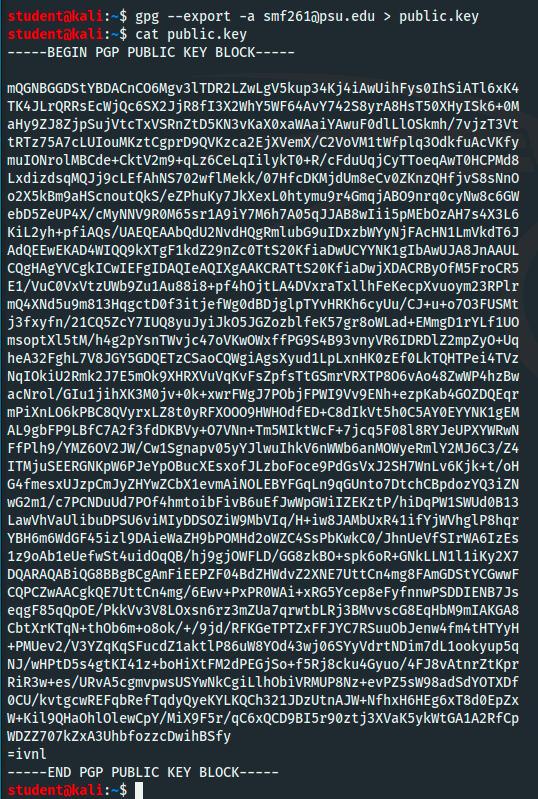 student@kali:~$ gpg --export -a smf261@psu.edu > public.key
student@kali:~$ cat public.key
-----BEGIN PGP PUBLIC KEY BLOCK-----
mQGNBGGDStYBDACnCO6Mgv3lTDR2LZwLgV5kup34Kj4iAwUihFys0IhSiATl6xK4
TK4JLrQRRsEcWjQc6SX2JjR8fI3X2WhY5WF64AvY742S8yrA8HsT50XHyISk6+0M
aHy9ZJ8ZjpSujVtcTxVSRnZtD5KN3vKaX0xaWAaiYAwuF0dLlOSkmh/7vjzT3Vt
tRTz75A7cLUIouMKztCgprD9QVKzca2EjXVemX/C2VoVM1tWfplq3OdkfuAcVKfy
muIONrolMBCde+CktV2m9+qLz6CeLqIilykT0+R/cFduUqjCyTToeqAwT0HCPMd8
LxdizdsqMQJj9cLEfAhNS702wflMekk/07HfcDKMjdUm8eCv0ZKnzQHfjvS8sNnO
o2X5kBm9aHScnoutQkS/eZPhuKy7JkXexL0htymu9r4GmqjABO9nrq0cyNw8c6GW
ebD5ZeUP4X/cMyNNV9R0M65sr1A9iY7M6h7A05qJJAB8wIii5pMEbOzAH7s4X3L6
KiL2yh+pfiAQs/UAEQEAAbQdU2NvdHQgRmlubG9uIDxzbWYyNjFAcHN1LmVkdT6J
AdQEEwEKAD4WIQQ9kXTgF1kdZ29nZc0TtS20KfiaDwUCYYNK1gIbAwUJA8JnAAUL
CQgHAgYVCgkICwIEFgIDAQIeAQIXgAAKCRATtS20KfiaDwjXDACRByOfM5FroCR5
E1/VuC0VxVtzUWb9Zu1Au88i8+pf4hOjtLA4DVxraTxllhFeKecpXvuoym23RPlr
mQ4XNd5u9m813HqgctD0f3itjefWg0dBDjglpTYvHRKh6cyUu/CJ+u+o7O3FUSMt
j3fxyfn/21CQ5ZcY7IUQ8yuJyiJkO5JGZozblfeK57gr8oWLad+EMmgD1rYLf1UO
msoptXl5tM/h4g2pYsnTWvjc47oVKwOWxffPG9S4B93vnyVR6IDRDlZ2mpZyO+Uq
heA32FghL7V8JGY5GDQETzCSaoCQWgiAgsXyud1LpLxnHK0zEf0LkTQHTPei4TVz
NqIOkiU2Rmk2J7E5mOk9XHRXVuVqKvFsZpfsTtGSmrVRXTP8O6vAo48ZwWP4hzBw
acNrol/GIu1jihXK3M0jv+0k+xwrFWgJ7PObjFPWI9Vv9ENh+ezpKab4GOZDQEqr
mPiXnLO6kPBC8QVyrxLZ8t0yRFXOOO9HWHOdfED+C8dIkVt5h0C5AY0EYYNK1gEM
AL9gbFP9LBfC7A2f3fdDKBVy+O7VNn+Tm5MIktWcF+7jcq5F08l8RYJeUPXYWRwN
FfPlh9/YMZ6OV2JW/Cw1Sgnapv05yYJlwuIhkV6nWWb6anMOWyeRmlY2MJ6C3/Z4
ITMjuSEERGNKpW6PJeYpOBucXEsxofJLzboFoce9PdGsVxJ2SH7WnLv6Kjk+t/oH
G4fmesxUJzpCmJyZHYwZCbX1evmAiNOLEBYFGqLn9qGUnto7DtchCBpdozYQ3iZN
wG2m1/c7PCNDuUd7POf4hmtoibFivB6uEfJwWpGWiIZEKztP/hiDqPW1SWUd0B13
LawVhVaUlibuDPSU6viMIyDDSOZiW9MbVIq/H+iw8JAMbUxR41ifYjWVhglP8hqr
YBH6m6WdGF45izl9DAieWaZH9bPOMHd2oWZC4SsPbKwkC0/JhnUeVfSIrWA6IzEs
1z9oAb1eUefwSt4uidOqQB/hj9gjOWFLD/GG8zkBO+spk6oR+GNkLLN1l1iKy2X7
DQARAQABiQG8BBgBCgAmFiEEPZF04BdZHWdvZ2XNE7UttCn4mg8FAmGDStYCGwwF
CQPCZwAACgkQE7UttCn4mg/6Ewv+PxPR0WAi+xRG5Ycep8eFyfnnwPSDDIENB7Js
eqgF85qQpOE/PkkVv3V8LOxsn6rz3mZUa7qrwtbLRj3BMvvscG8EqHbM9mIAKGA8
CbtXrKTqN+thOb6m+o8ok/+/9jd/RFKGeTPTZxFFJYC7RSuuObJenw4fm4tHTYyH
+PMUev2/V3YZqKqSFucdZ1aktlP86uW8YOd43wj06SYyVdrtNDim7dL1ookyup5q
NJ/wHPtD5s4gtKI41z+boHiXtFM2dPEGjSo+f5Rj8cku4Gyuo/4FJ8vAtnrZtKpr
RiR3w+es/URvA5cgmvpwsUSYwNkCgiLlhObiVRMUP8Nz+evPZ5sW98adSdYOTXDf
0CU/kvtgcwREFqbRefTqdyQyeKYLKQCh321JDzUtnAJW+NfhxH6HEg6xT8d0EpZx
W+Kil9QHaOhlOlewCpY/MiX9F5r/qC6xQCD9BI5r90ztj3XVaK5ykWtGA1A2RfCp
WDZZ707kZxA3UhbfozzcDwihBSfy
=ivnl
-----END PGP PUBLIC KEY BLOCK-----
student@kali:~$